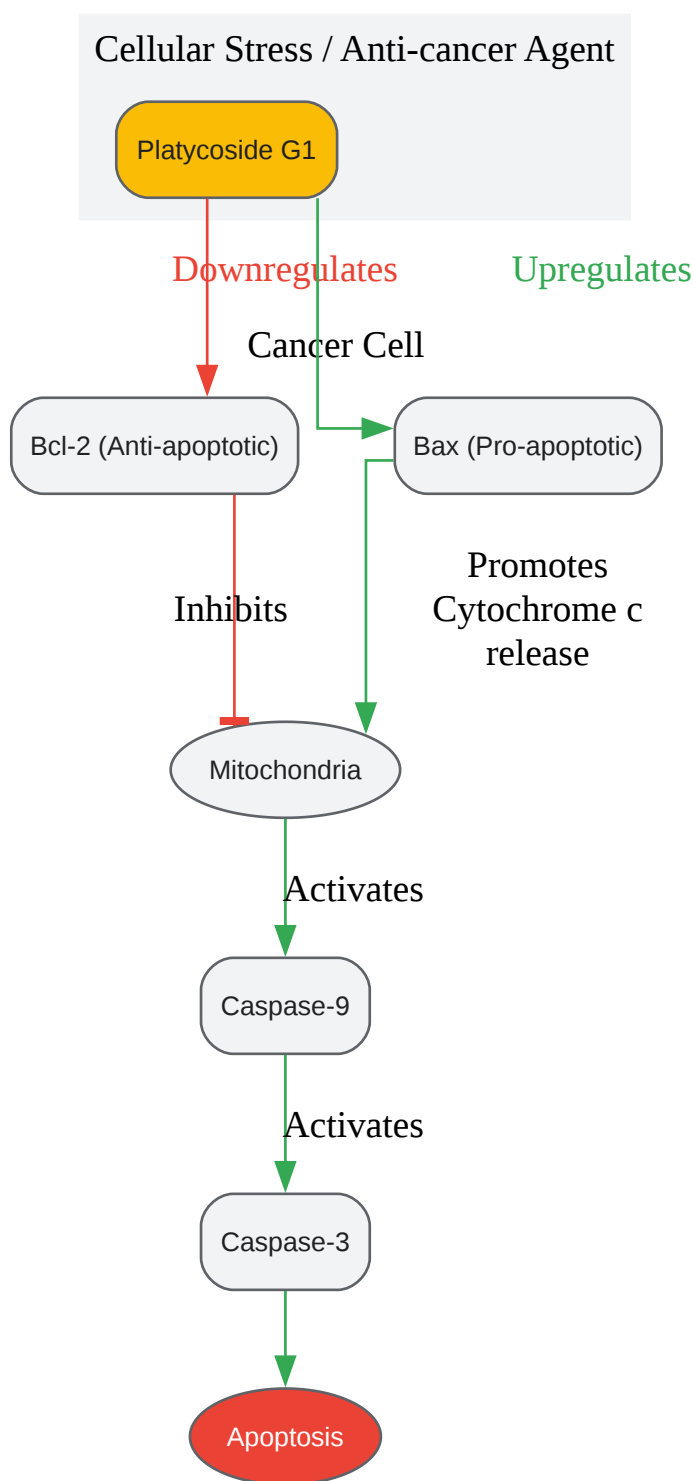 Cellular Stress / Anti-cancer Agent
Platycoside G1
Downregulates
Upregulates
Cancer Cell
Bcl-2 (Anti-apoptotic)
Bax (Pro-apoptotic)
Inhibits
Promotes
Cytochrome c
release
Mitochondria
Activates
Caspase-9
Activates
Caspase-3
Apoptosis